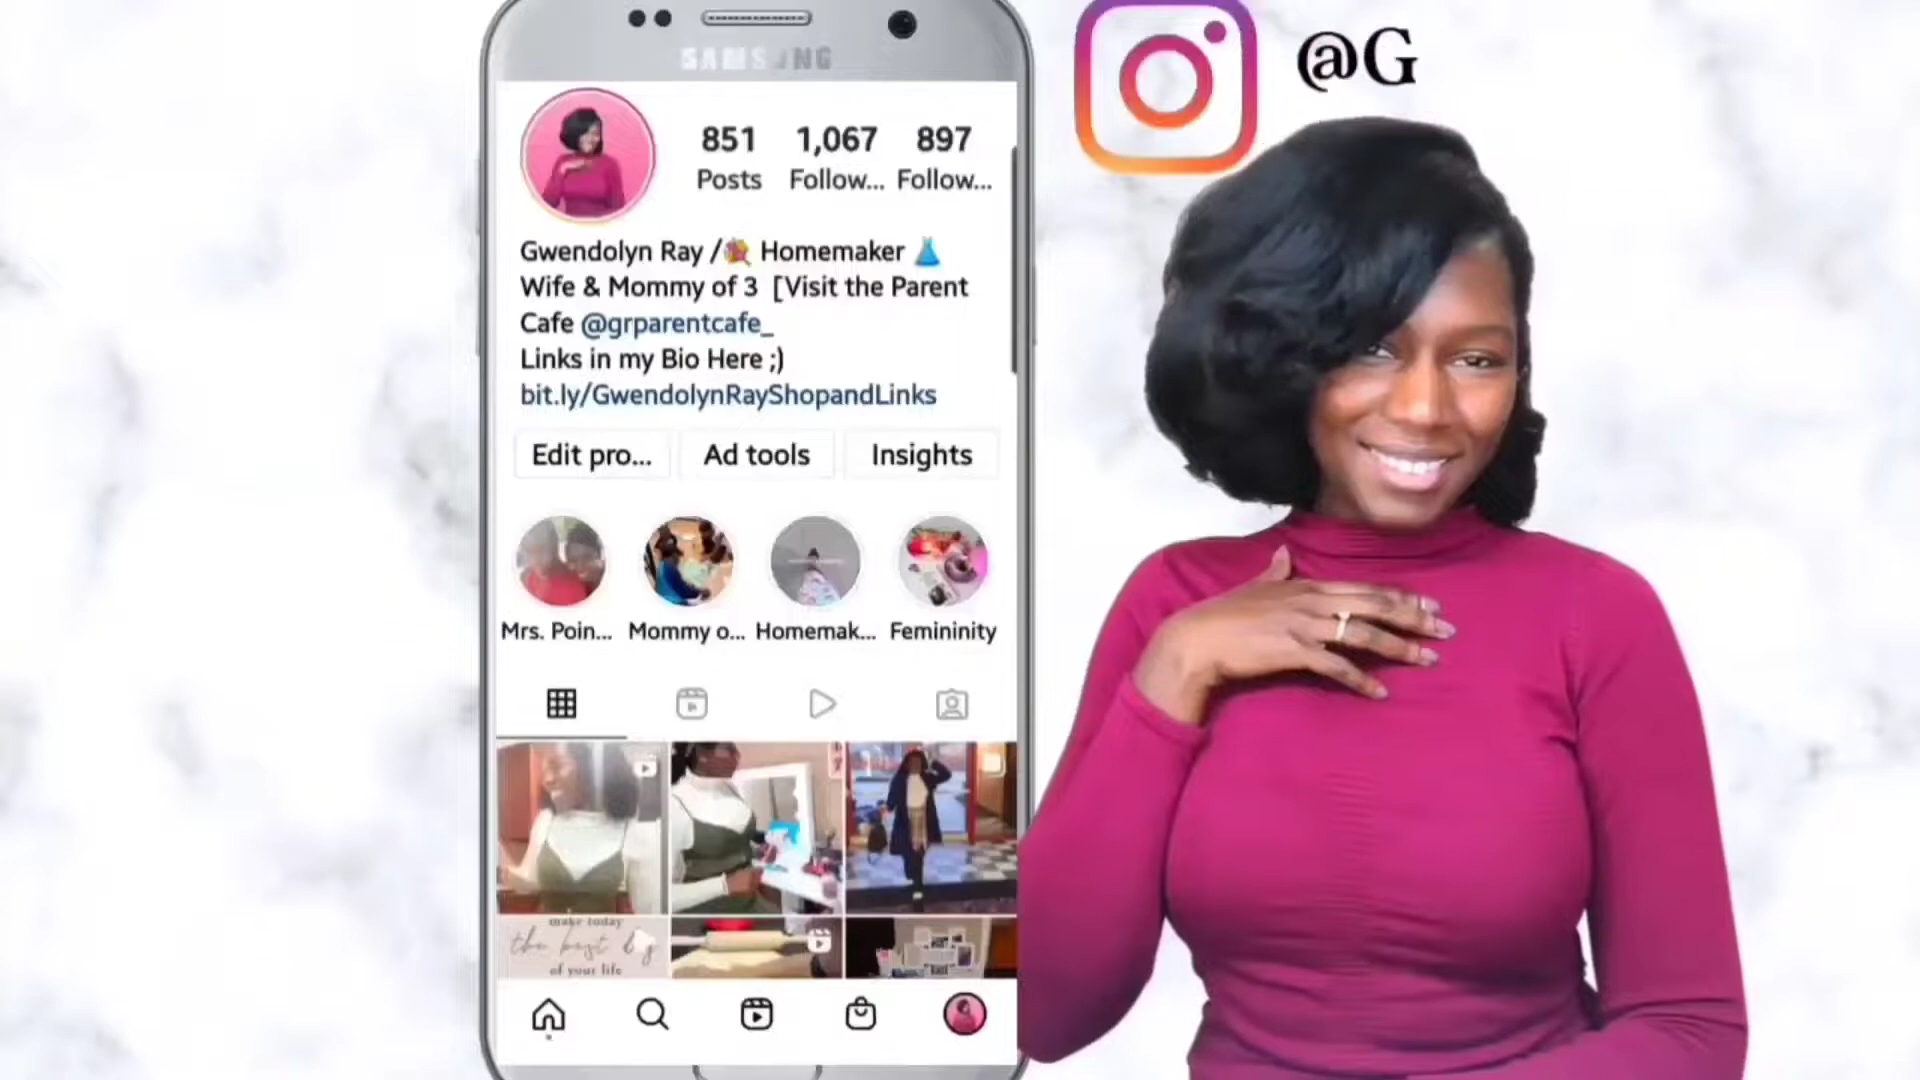 SAMSUNG
@G
851 1,067 897
Posts Follow... Follow...
Gwendolyn Ray /💐 Homemaker 👗
Wife & Mommy of 3 [Visit the Parent
Cafe @grparentcafe_
Links in my Bio Here ;)
bit.ly/GwendolynRayShopandLinks
Edit pro... Ad tools Insights
Mrs. Poin... Mommy o... Homemak... Femininity
make today
the best day
of your life